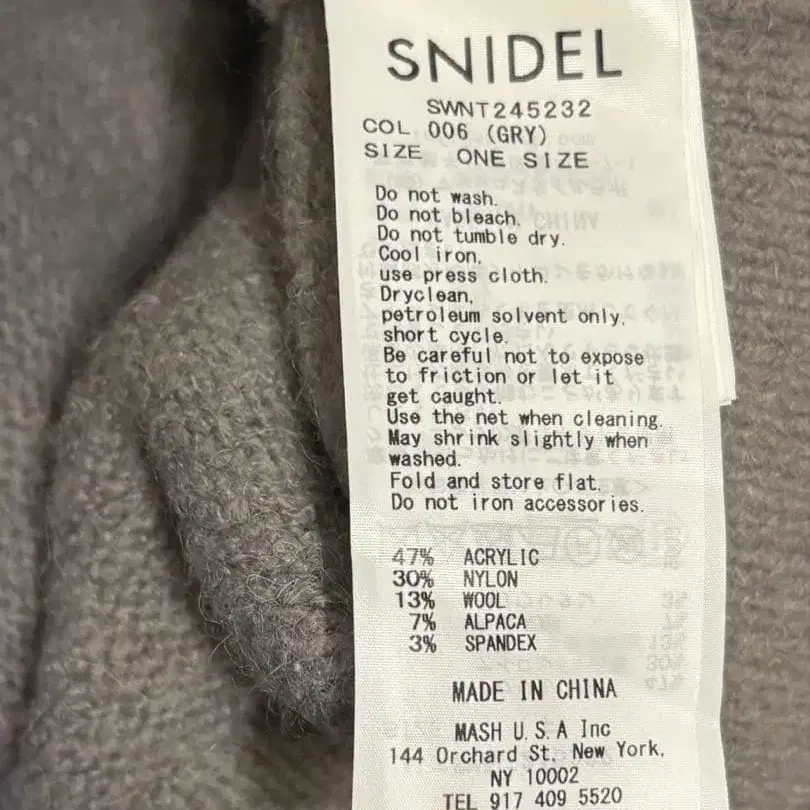 SNIDEL
SWNT245232
COL 006 (GRY)
SIZE ONE SIZE
Do not wash.
Do not bleach.
Do not tumble dry.
Cool iron,
use press cloth.
Dryclean,
petroleum solvent only,
short cycle.
Be careful not to expose
to friction or let it
get caught.
Use the net when cleaning.
May shrink slightly when
washed.
Fold and store flat.
Do not iron accessories.
47% ACRYLIC
30% NYLON
13% WOOL
7% ALPACA
3% SPANDEX
MADE IN CHINA
MASH U.S.A Inc
144 Orchard St. New York,
NY 10002
TEL 917 409 5520